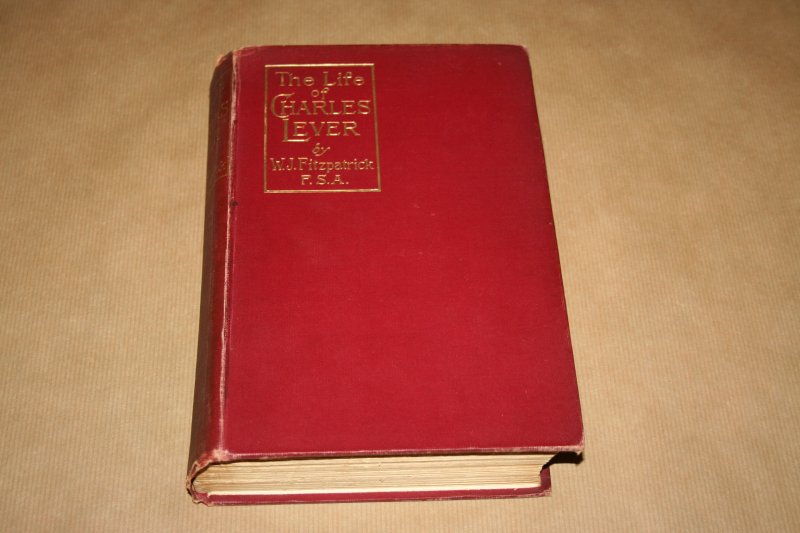 The Life
of
CHARLES
LEVER
by
W. J. Fitzpatrick
F. S. A.